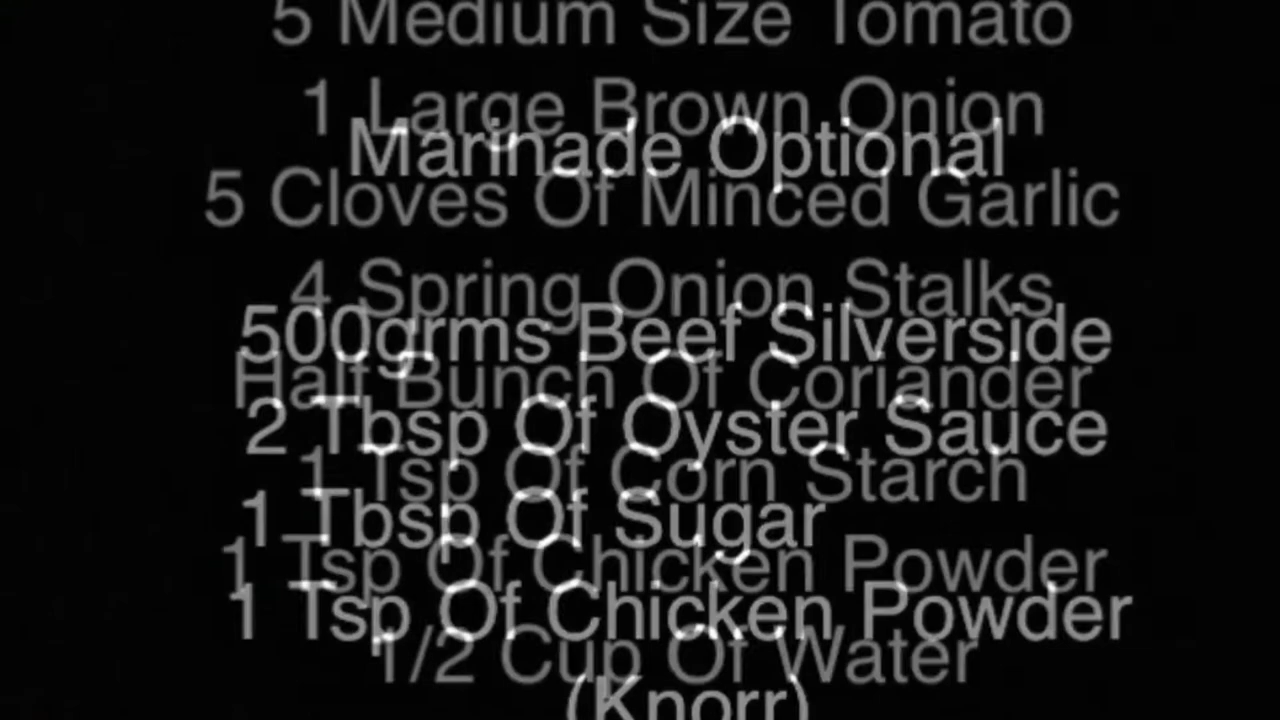 5 Medium Size Tomato
1 Large Brown Onion
Marinade Optional
5 Cloves Of Minced Garlic
4 Spring Onion Stalks
500grms Beef Silverside
Half Bunch Of Coriander
2 Tbsp Of Oyster Sauce
1 Tsp Of Corn Starch
1 Tbsp Of Sugar
1 Tsp Of Chicken Powder
1 Tsp Of Chicken Powder
1/2 Cup Of Water
(Knorr)